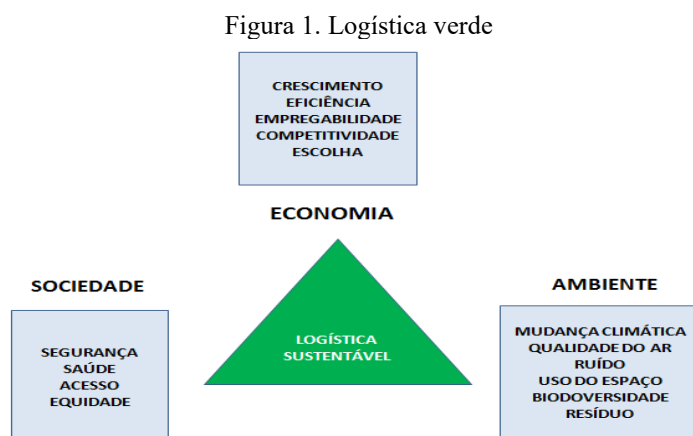 Figura 1. Logística verde
CRESCIMENTO
EFICIÊNCIA
EMPREGABILIDADE
COMPETITIVIDADE
ESCOLHA
ECONOMIA
SOCIEDADE
SEGURANÇA
SAÚDE
ACESSO
EQUIDADE
LOGÍSTICA
SUSTENTÁVEL
AMBIENTE
MUDANÇA CLIMÁTICA
QUALIDADE DO AR
RUÍDO
USO DO ESPAÇO
BIODOVERSIDADE
RESÍDUO